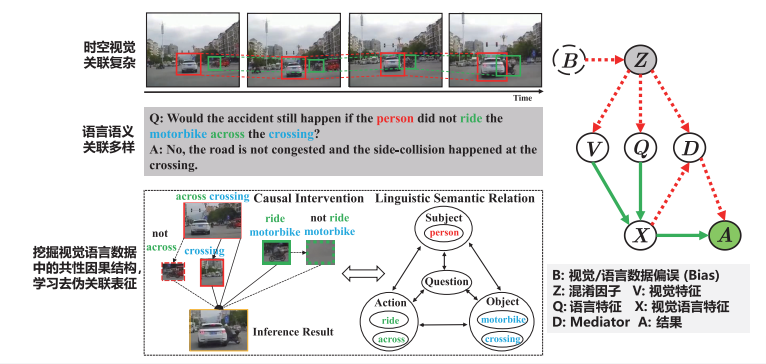 时空视觉
关联复杂
Time
语言语义
关联多样
Q: Would the accident still happen if the person did not ride the
motorbike across the crossing?
A: No, the road is not congested and the side-collision happened at the
crossing.
挖掘视觉语言数据
中的共性因果结构，
学习去伪关联表征
across crossing
Causal Intervention
not
across
crossing
ride
motorbike
not ride
motorbike
Inference Result
Linguistic Semantic Relation
Subject
person
Question
Action
ride
across
Object
motorbike
crossing
B
Z
V
Q
D
X
A
B: 视觉/语言数据偏误 (Bias)
Z: 混淆因子 V: 视觉特征
Q: 语言特征 X: 视觉语言特征
D: Mediator A: 结果